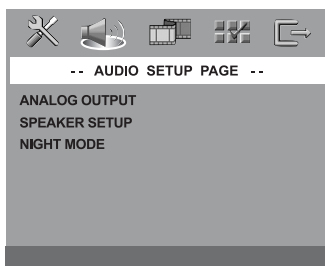 -- AUDIO SETUP PAGE --
ANALOG OUTPUT
SPEAKER SETUP
NIGHT MODE